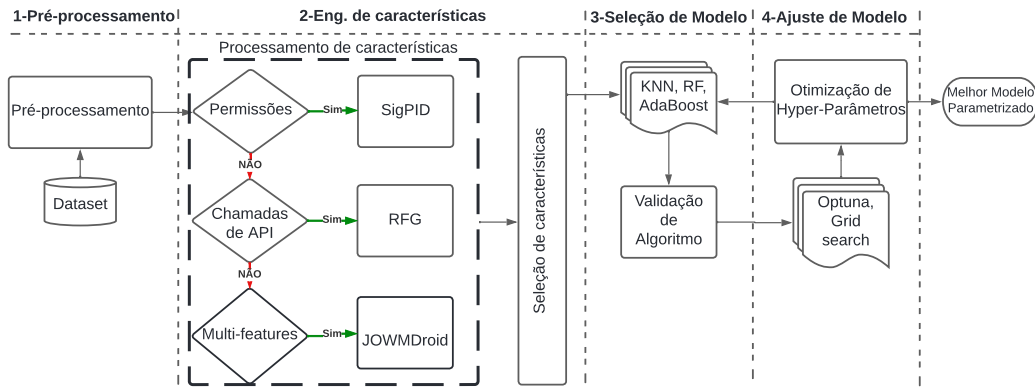 1-Pré-processamento
2-Eng. de características
3-Seleção de Modelo
4-Ajuste de Modelo
Processamento de características
Pré-processamento
Dataset
Permissões
Sim
SigPID
NÃO
Chamadas
de API
Sim
RFG
NÃO
Multi-features
Sim
JOWMDroid
Seleção de características
KNN, RF,
AdaBoost
Validação
de
Algoritmo
Otimização de
Hyper-Parâmetros
Optuna,
Grid
search
Melhor Modelo
Parametrizado